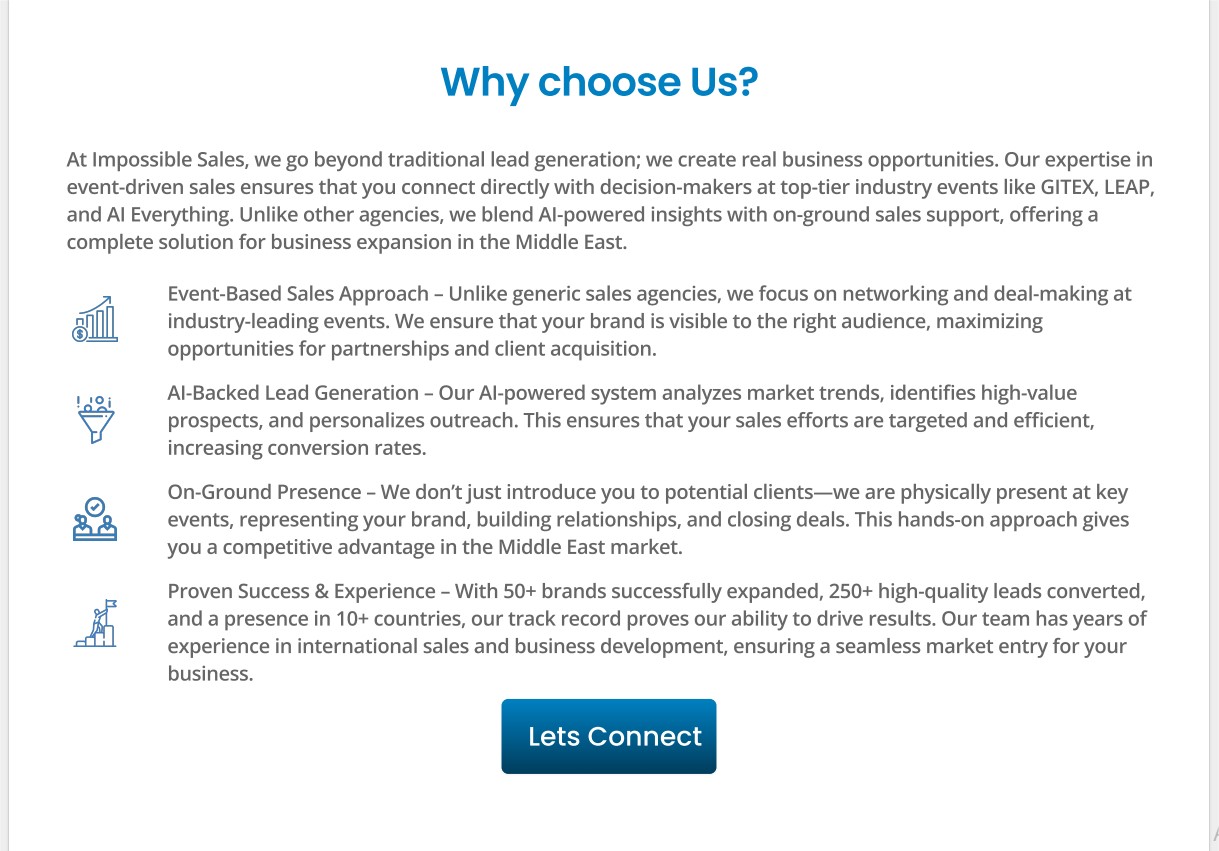 Why choose Us?
At Impossible Sales, we go beyond traditional lead generation; we create real business opportunities. Our expertise in
event-driven sales ensures that you connect directly with decision-makers at top-tier industry events like GITEX, LEAP,
and AI Everything. Unlike other agencies, we blend AI-powered insights with on-ground sales support, offering a
complete solution for business expansion in the Middle East.
Event-Based Sales Approach – Unlike generic sales agencies, we focus on networking and deal-making at
industry-leading events. We ensure that your brand is visible to the right audience, maximizing
opportunities for partnerships and client acquisition.
AI-Backed Lead Generation – Our AI-powered system analyzes market trends, identifies high-value
prospects, and personalizes outreach. This ensures that your sales efforts are targeted and efficient,
increasing conversion rates.
On-Ground Presence – We don’t just introduce you to potential clients—we are physically present at key
events, representing your brand, building relationships, and closing deals. This hands-on approach gives
you a competitive advantage in the Middle East market.
Proven Success & Experience – With 50+ brands successfully expanded, 250+ high-quality leads converted,
and a presence in 10+ countries, our track record proves our ability to drive results. Our team has years of
experience in international sales and business development, ensuring a seamless market entry for your
business.
Lets Connect